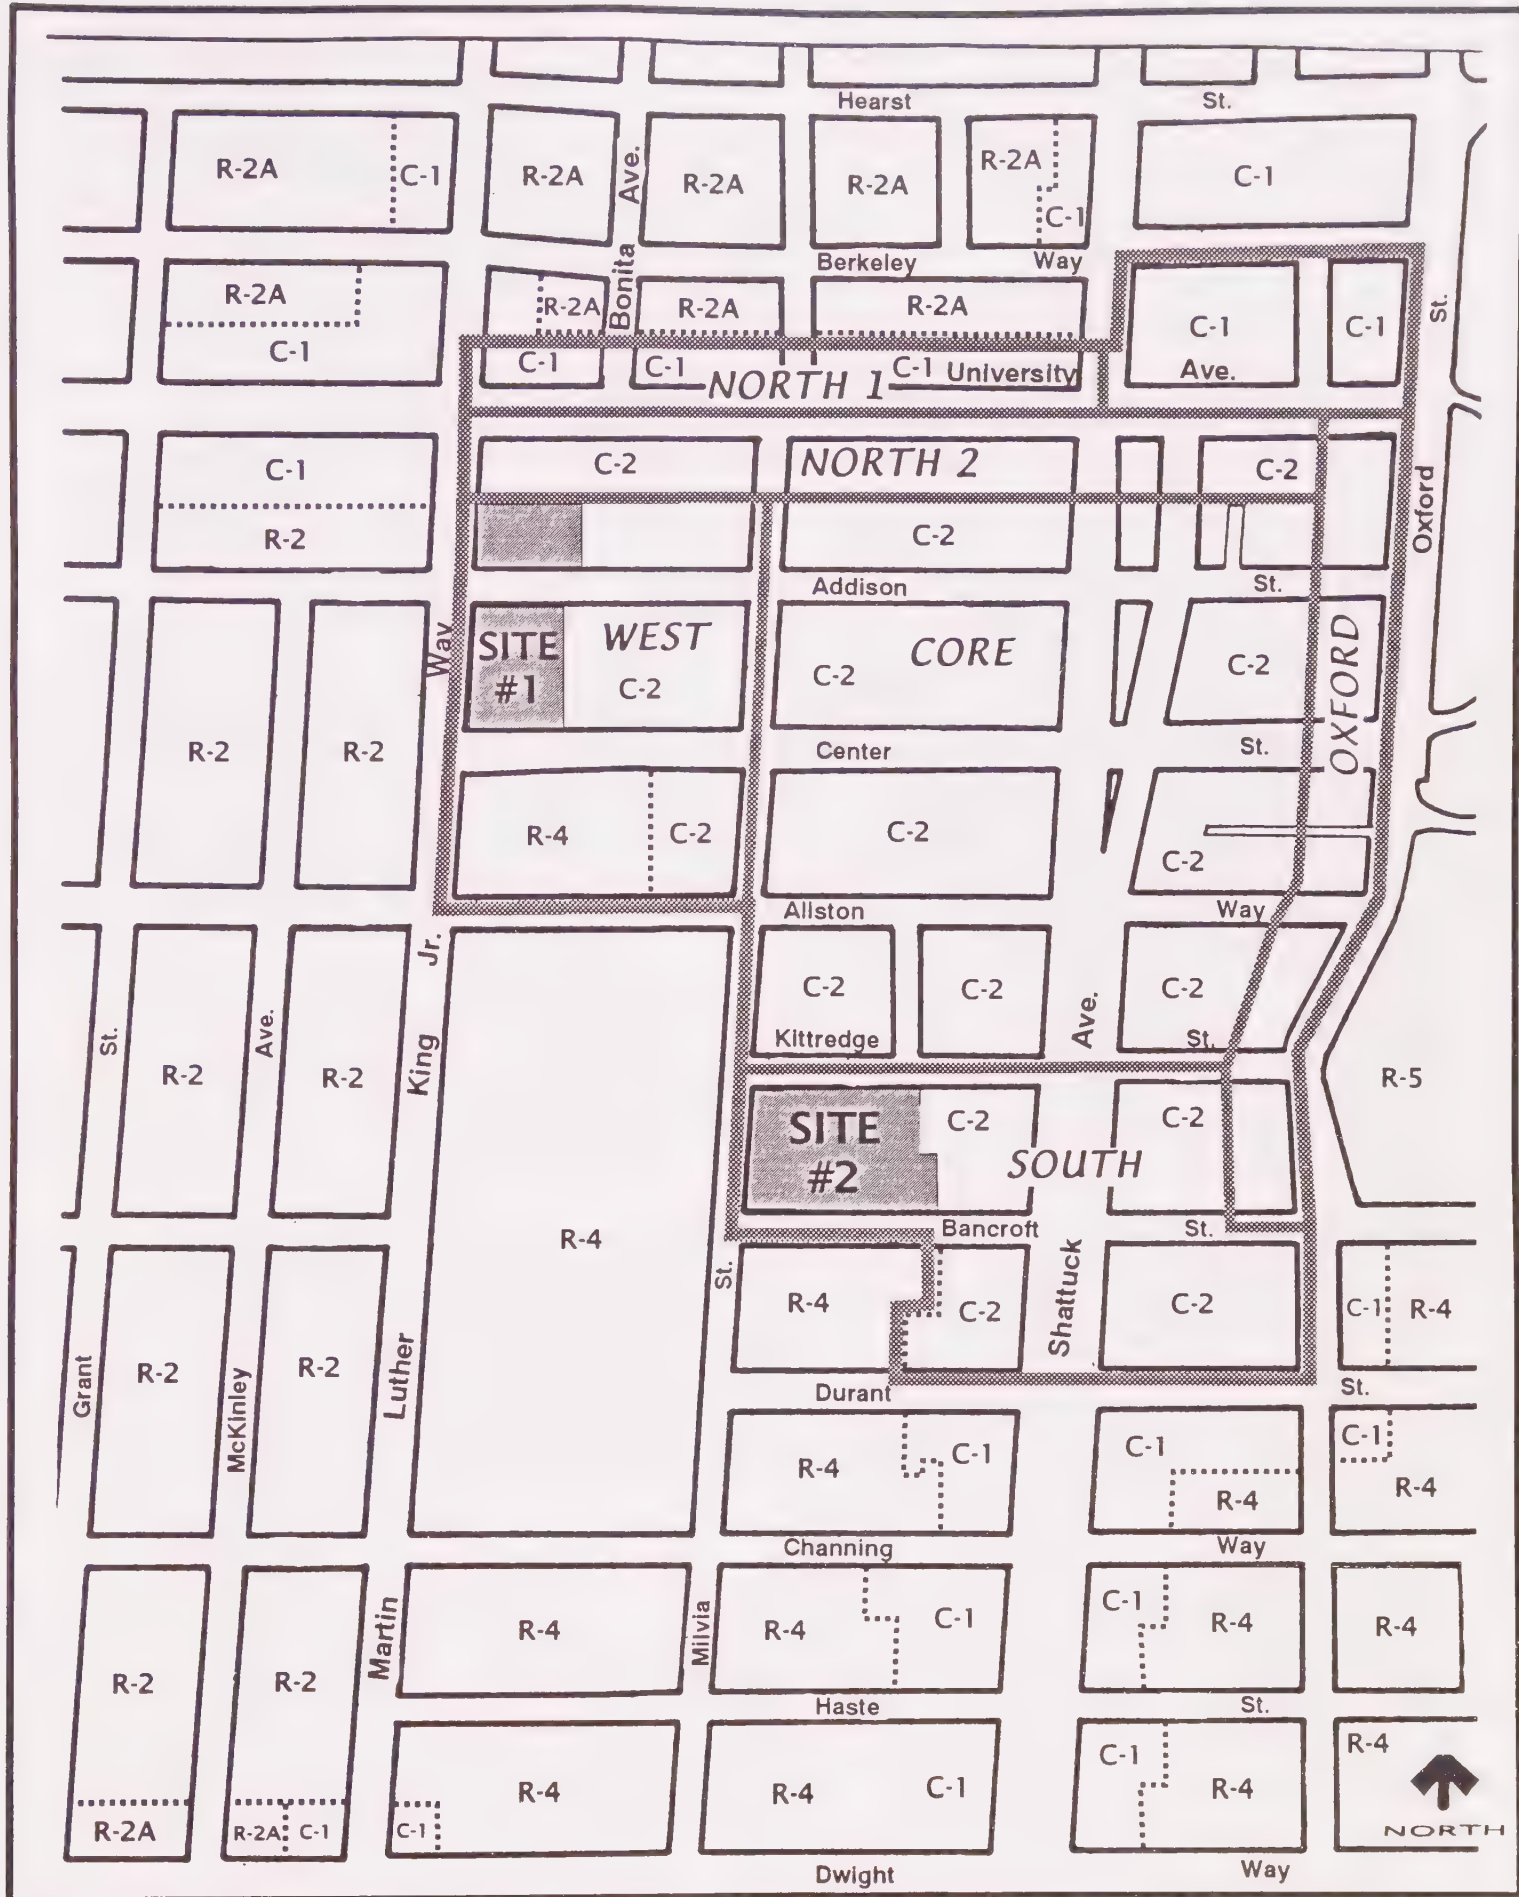 Hearst St.
R-2A C-1 R-2A R-2A R-2A R-2A C-1 C-1
Bonita Ave.
Berkeley Way
R-2A R-2A R-2A R-2A
C-1 C-1 C-1 C-1 C-1 C-1
NORTH 1
University Ave.
C-1 C-2 NORTH 2 C-2
R-2 C-2
Oxford St.
Addison St.
SITE #1
WEST
C-2
CORE
C-2
C-2
OXFORD
R-2 R-2
Center St.
R-4 C-2 C-2 C-2
Allston Way
C-2 C-2 C-2
Kittredge St.
R-2 R-2
R-5
SITE #2
C-2 C-2
SOUTH
R-4
Bancroft St.
R-4 C-2 C-2 C-1 R-4
R-2 R-2
Durant St.
R-4 C-1 C-1 R-4 C-1 R-4
Channing Way
R-4 R-4 C-1 C-1 R-4 R-4
R-2 R-2
Haste St.
R-4 R-4 C-1 C-1 R-4 R-4
R-2A R-2A C-1 C-1
Dwight Way
Grant St.
McKinley Ave.
Martin Luther King Jr. Way
Milvia St.
Shattuck Ave.
NORTH